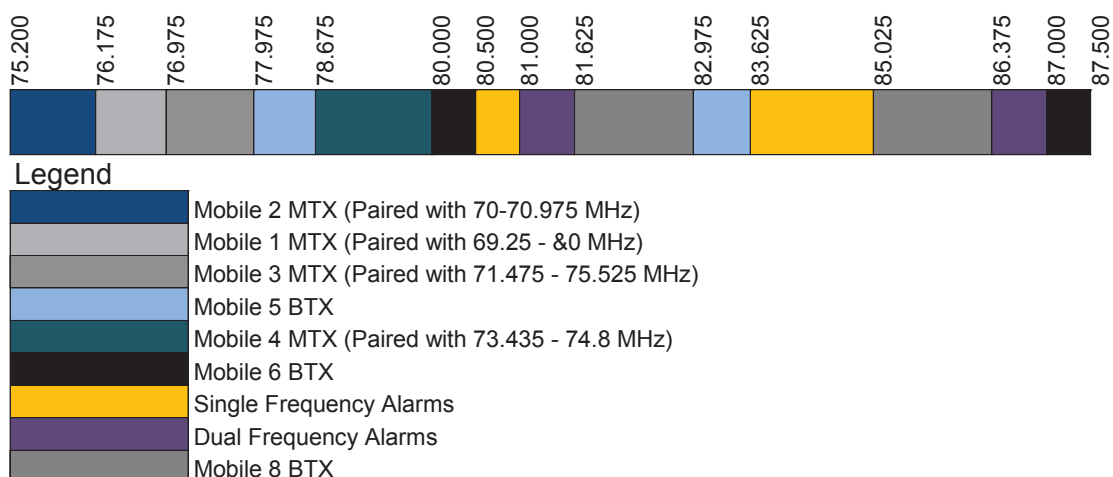 75.200
76.175
76.975
77.975
78.675
80.000
80.500
81.000
81.625
82.975
83.625
85.025
86.375
87.000
87.500
Legend
Mobile 2 MTX (Paired with 70-70.975 MHz)
Mobile 1 MTX (Paired with 69.25 - &0 MHz)
Mobile 3 MTX (Paired with 71.475 - 75.525 MHz)
Mobile 5 BTX
Mobile 4 MTX (Paired with 73.435 - 74.8 MHz)
Mobile 6 BTX
Single Frequency Alarms
Dual Frequency Alarms
Mobile 8 BTX